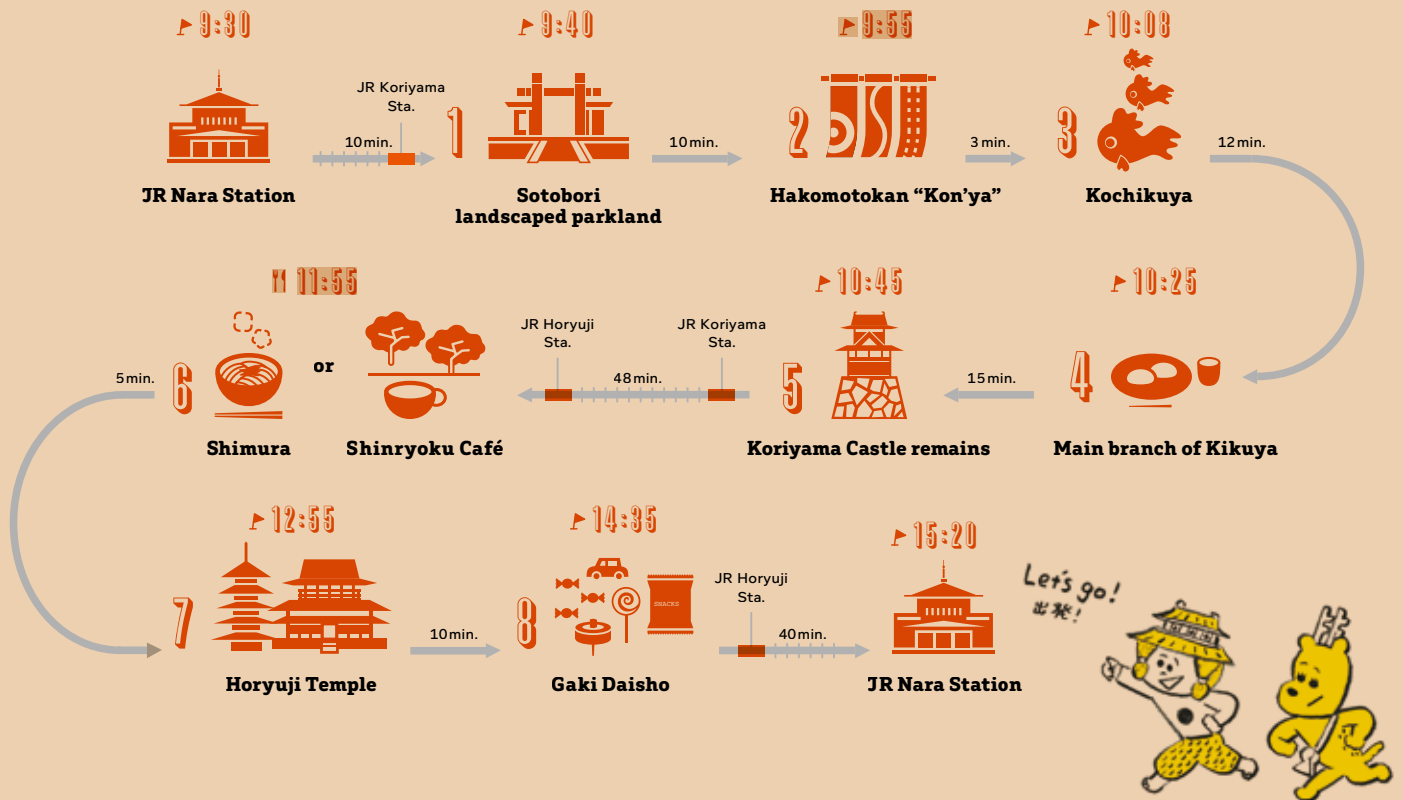 9:30
9:40
9:55
10:08
JR Koriyama
Sta.
10min.
1
10min.
2
3min.
3
12min.
JR Nara Station
Sotobori
landscaped parkland
Hakomotokan “Kon’ya”
Kochikuya
11:55
10:45
10:25
5min.
6
or
JR Horyuji
Sta.
48min.
JR Koriyama
Sta.
5
15min.
4
Shimura
Shinryoku Café
Koriyama Castle remains
Main branch of Kikuya
12:55
14:35
15:20
7
10min.
8
SNACKS
JR Horyuji
Sta.
40min.
Horyuji Temple
Gaki Daisho
JR Nara Station
Let's go!
出発!